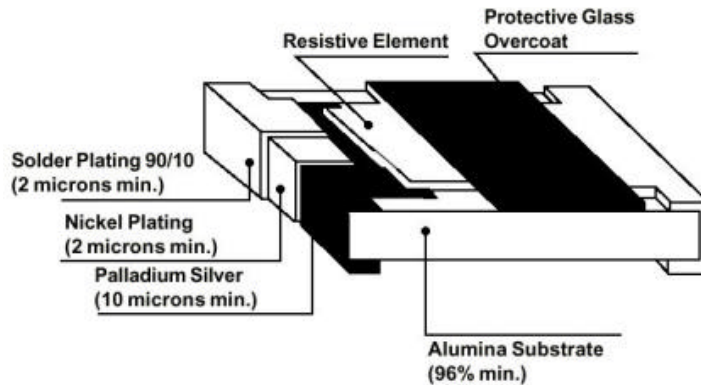 Protective Glass
Overcoat
Resistive Element
Solder Plating 90/10
(2 microns min.)
Nickel Plating
(2 microns min.)
Palladium Silver
(10 microns min.)
Alumina Substrate
(96% min.)